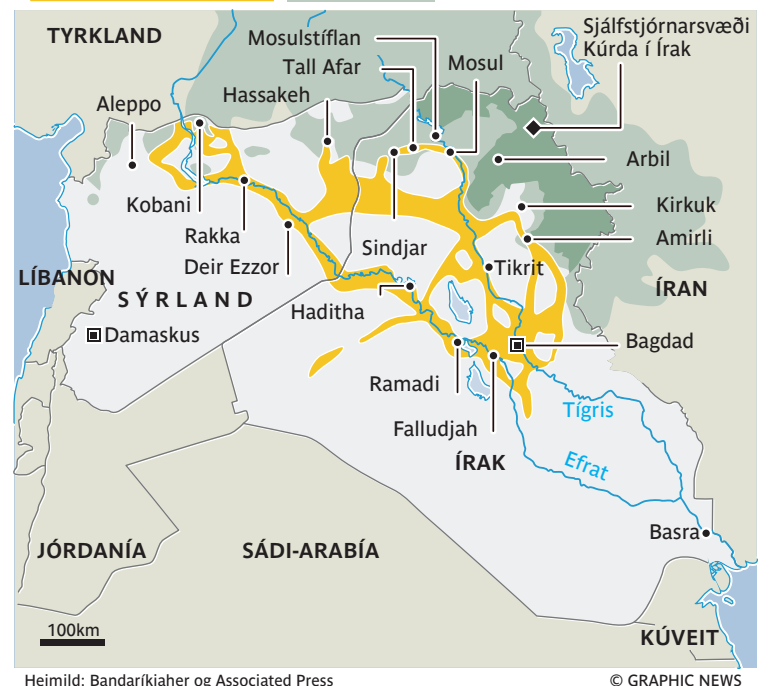 TYRKLAND
Mosulstíflan
Sjálfstjórnarsvæði
Kúrda í Írak
Tall Afar
Mosul
Hassakeh
Aleppo
Arbil
Kobani
Kirkuk
Rakka
Sindjar
Amirli
Deir Ezzor
Tikrit
LÍBANON
ÍRAN
SÝRLAND
Haditha
Damaskus
Bagdad
Ramadi
Tígris
Falludjah
ÍRAK
Efrat
Basra
JÓRDANÍA
SÁDI-ARABÍA
100km
KÚVEIT
Heimild: Bandaríkjaher og Associated Press
© GRAPHIC NEWS